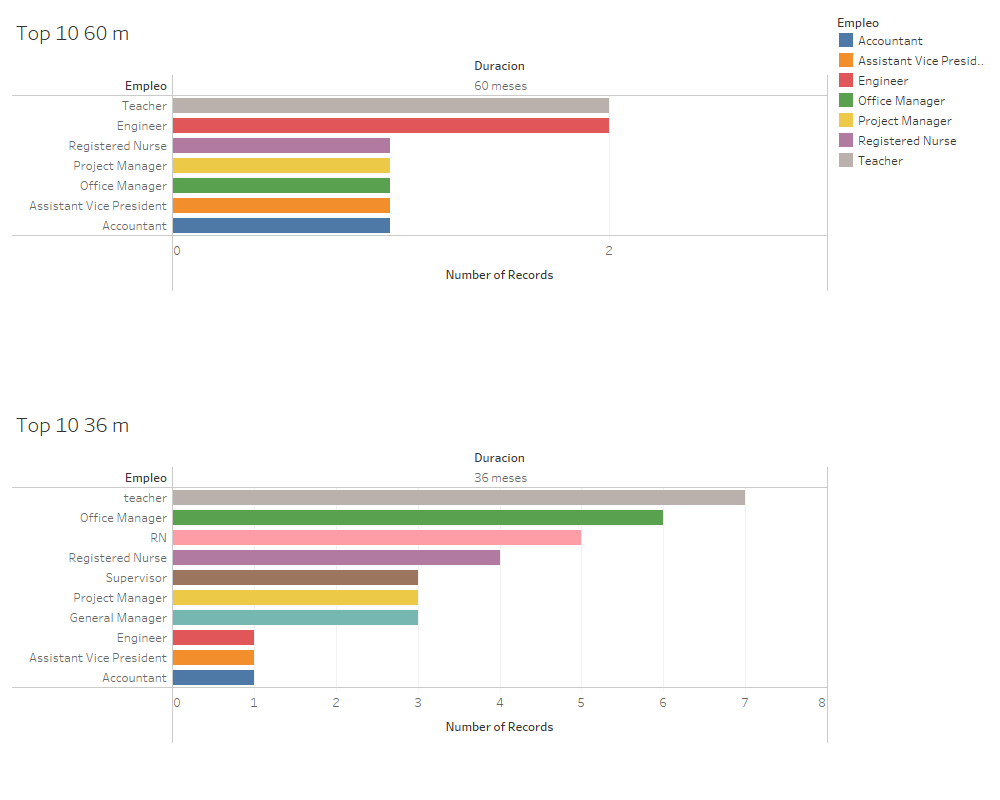 Top 10 60 m
Duracion
Empleo 60 meses
Teacher
Engineer
Registered Nurse
Project Manager
Office Manager
Assistant Vice President
Accountant
0 2
Number of Records
Empleo
Accountant
Assistant Vice Presid..
Engineer
Office Manager
Project Manager
Registered Nurse
Teacher
Top 10 36 m
Duracion
Empleo 36 meses
teacher
Office Manager
RN
Registered Nurse
Supervisor
Project Manager
General Manager
Engineer
Assistant Vice President
Accountant
0 1 2 3 4 5 6 7 8
Number of Records